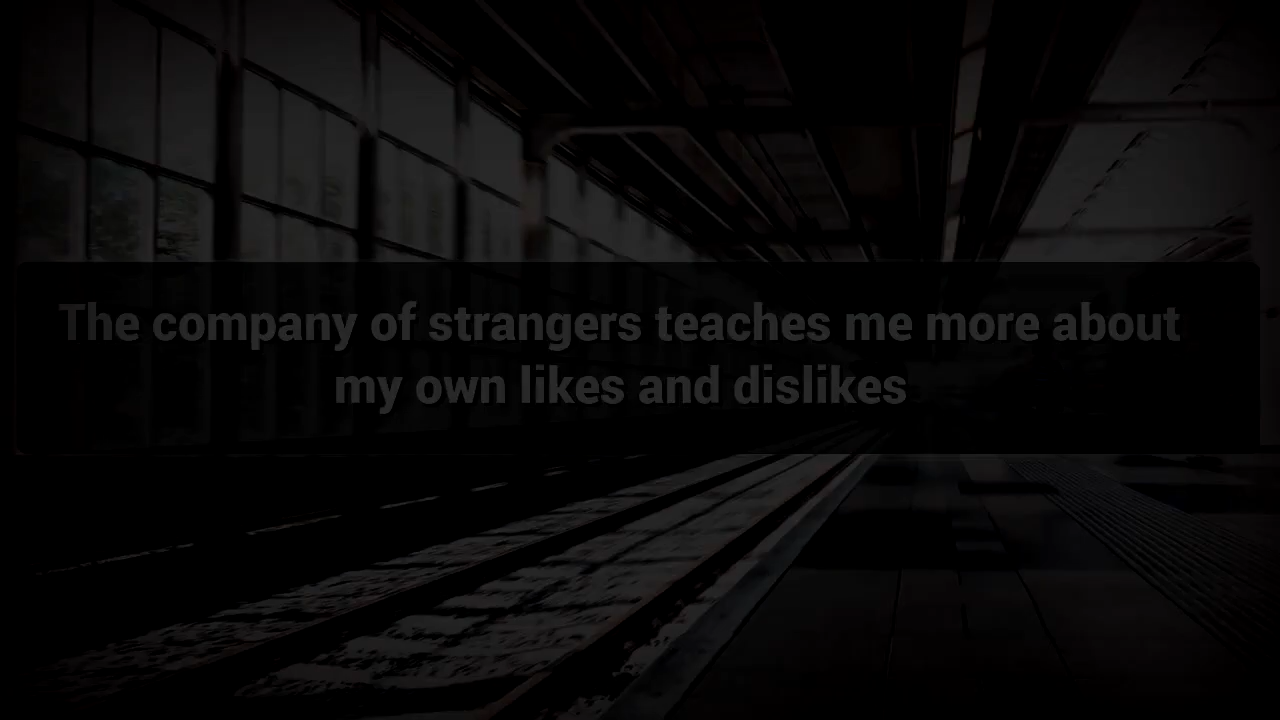 The company of strangers teaches me more about
my own likes and dislikes